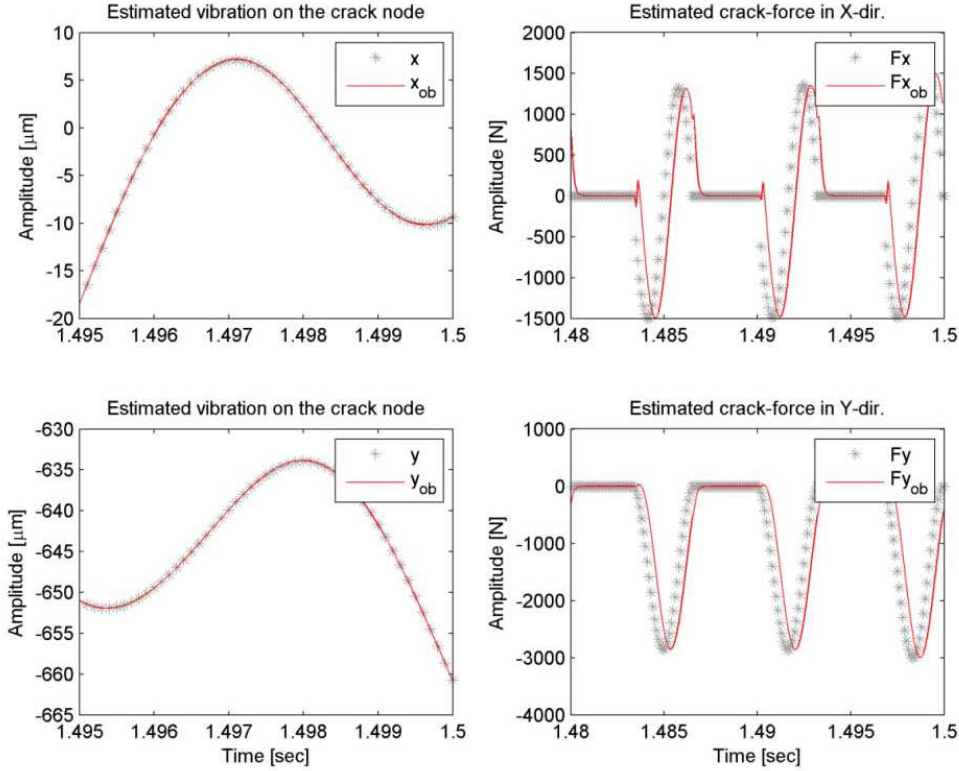 Estimated vibration on the crack node
Amplitude [μm]
10
5
0
-5
-10
-15
-20
1.495
1.496
1.497
1.498
1.499
1.5
x
x_ob
Estimated crack-force in X-dir.
Amplitude [N]
2000
1500
1000
500
0
-500
-1000
-1500
1.48
1.485
1.49
1.495
1.5
Fx
Fx_ob
Estimated vibration on the crack node
Amplitude [μm]
-630
-635
-640
-645
-650
-655
-660
-665
1.495
1.496
1.497
1.498
1.499
1.5
Time [sec]
y
y_ob
Estimated crack-force in Y-dir.
Amplitude [N]
1000
0
-1000
-2000
-3000
-4000
1.48
1.485
1.49
1.495
1.5
Time [sec]
Fy
Fy_ob